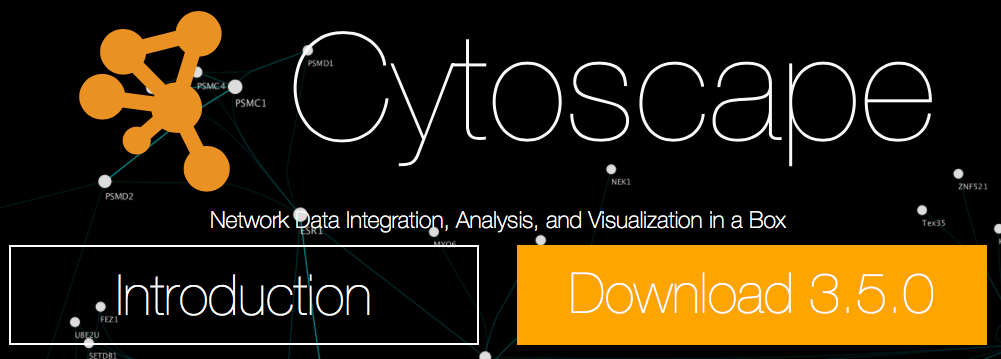 Cytoscape
PSMD1
PSMC4
PSMC1
PSMD2
NEK1
ZNF521
Network Data Integration, Analysis, and Visualization in a Box
Tex35
ESR1
MYO6
Introduction
Download 3.5.0
FEZ1
UBE2U
SETDB1